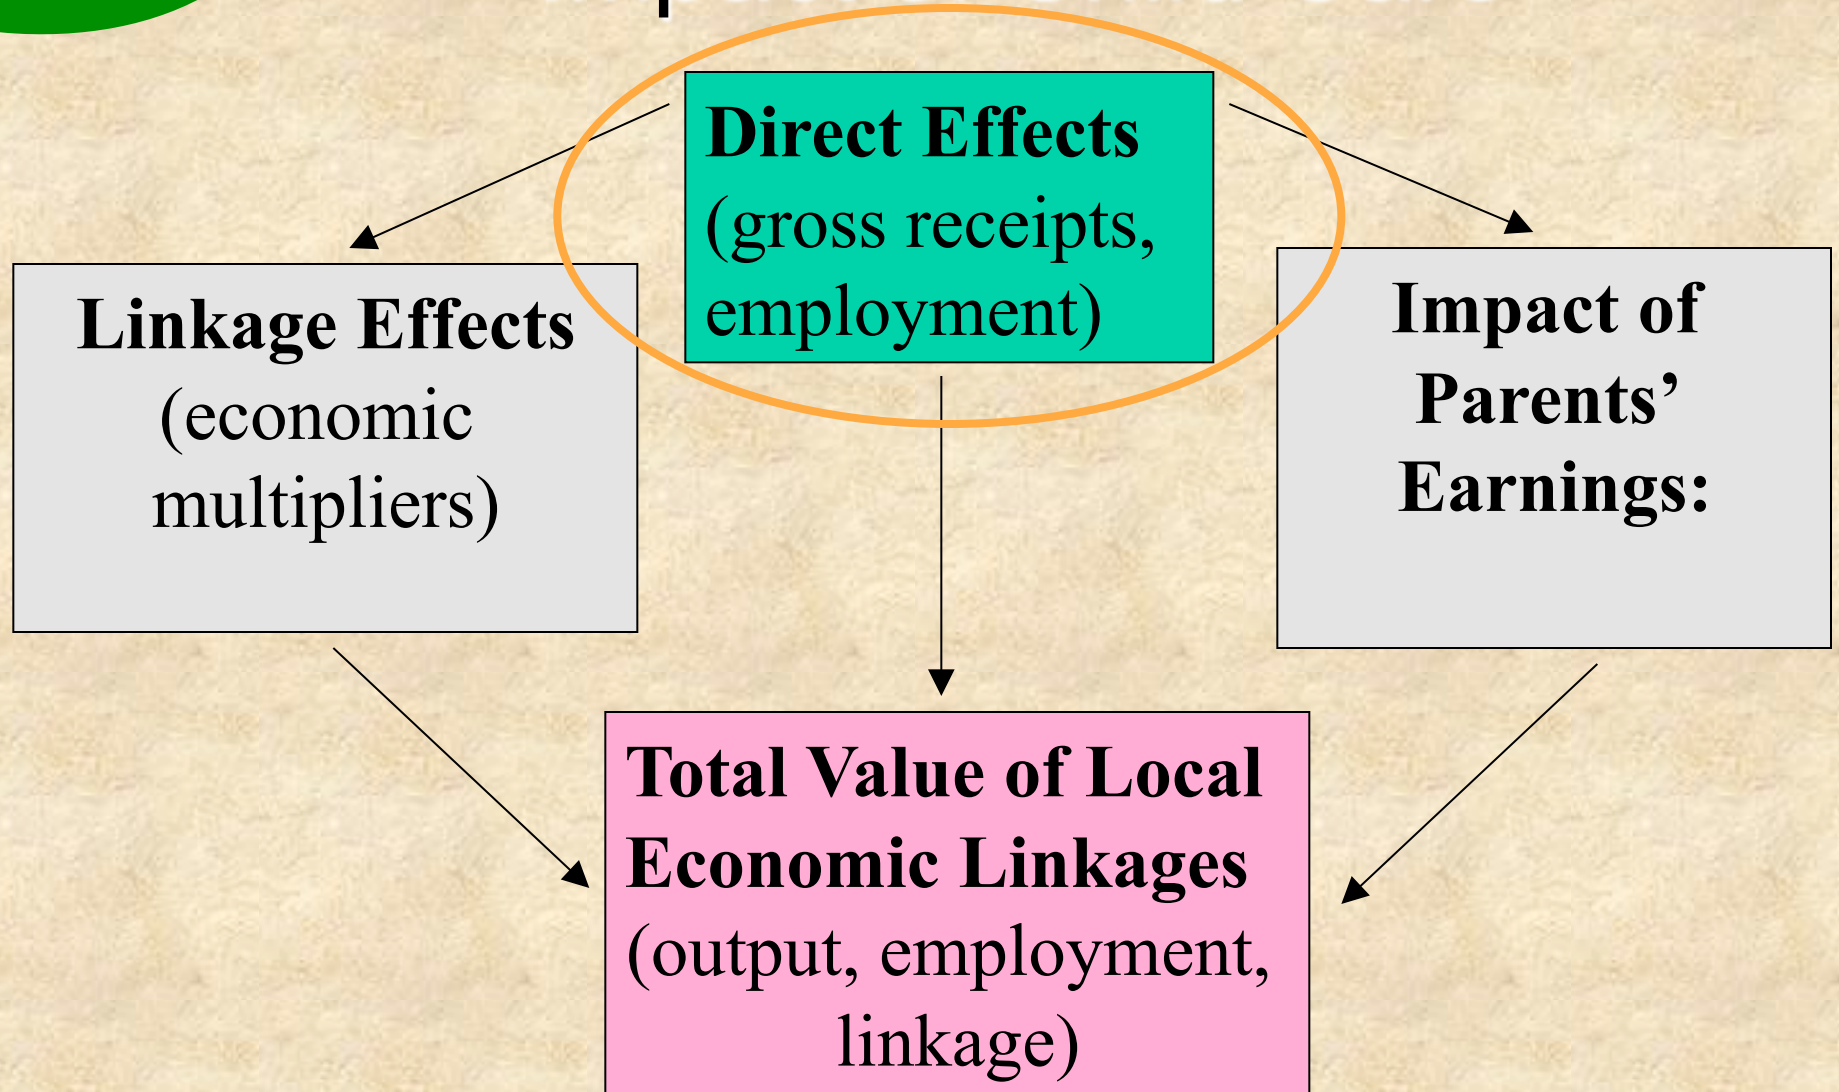 Direct Effects
(gross receipts,
employment)
Linkage Effects
(economic
multipliers)
Impact of
Parents’
Earnings:
Total Value of Local
Economic Linkages
(output, employment,
linkage)